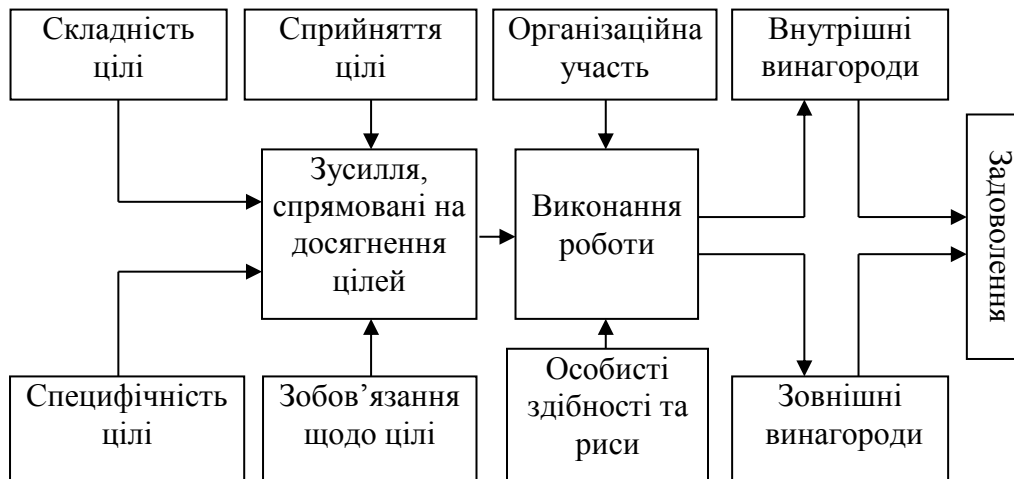 Складність
цілі
Сприйняття
цілі
Організаційна
участь
Внутрішні
винагороди
Зусилля,
спрямовані на
досягнення
цілей
Виконання
роботи
Задоволення
Специфічність
цілі
Зобов’язання
щодо цілі
Особисті
здібності та
риси
Зовнішні
винагороди